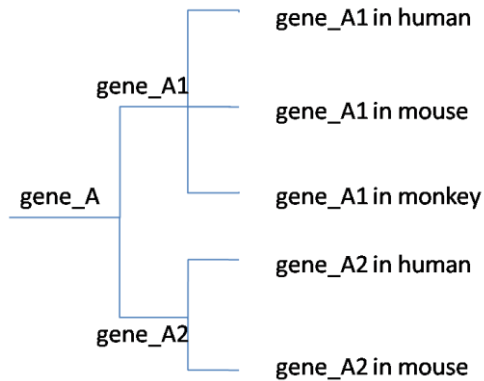 gene_A1 in human
gene_A1
gene_A1 in mouse
gene_A
gene_A1 in monkey
gene_A2 in human
gene_A2
gene_A2 in mouse